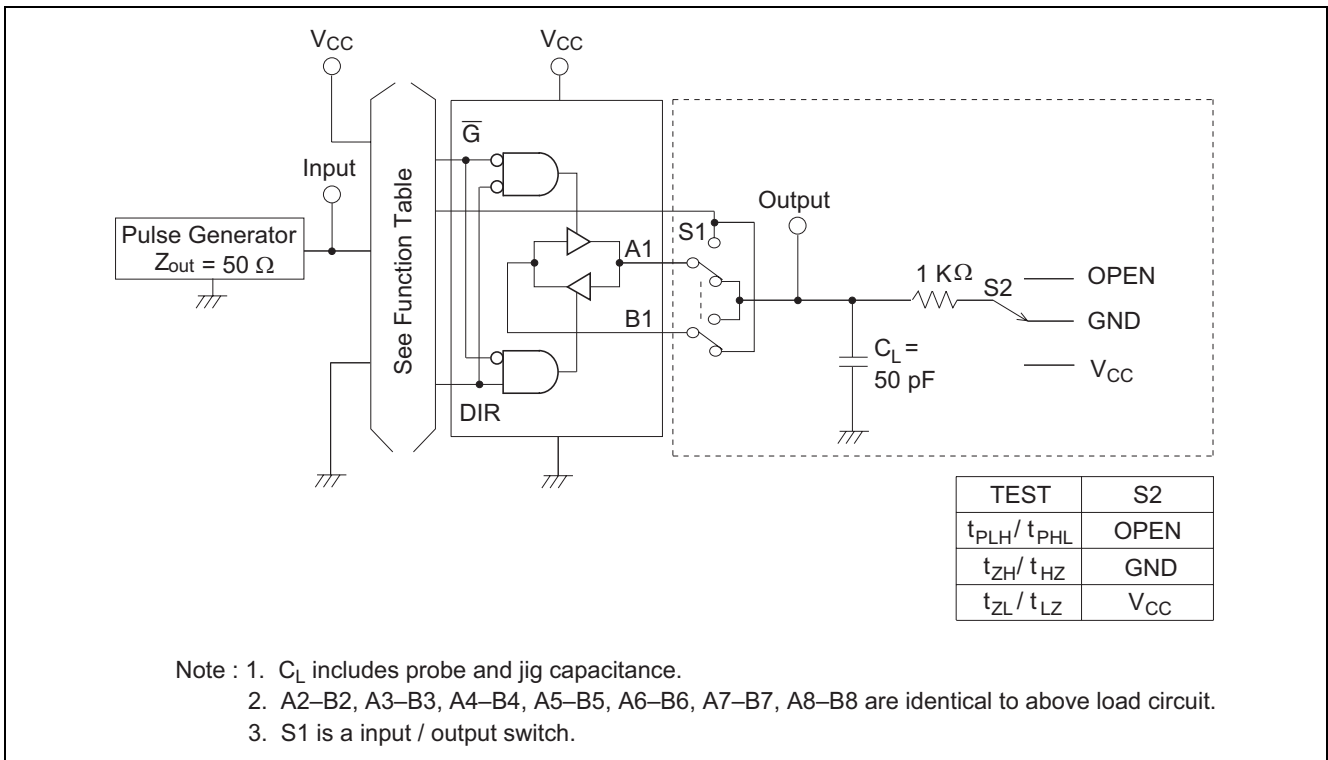 VCC VCC
G̅
Input
See Function Table
Output
Pulse Generator
Zout = 50 Ω
S1
A1
1 KΩ
S2
OPEN
GND
VCC
B1
CL =
50 pF
DIR
TEST S2
tPLH/ tPHL OPEN
tZH/ tHZ GND
tZL/ tLZ VCC
Note : 1. CL includes probe and jig capacitance.
2. A2–B2, A3–B3, A4–B4, A5–B5, A6–B6, A7–B7, A8–B8 are identical to above load circuit.
3. S1 is a input / output switch.